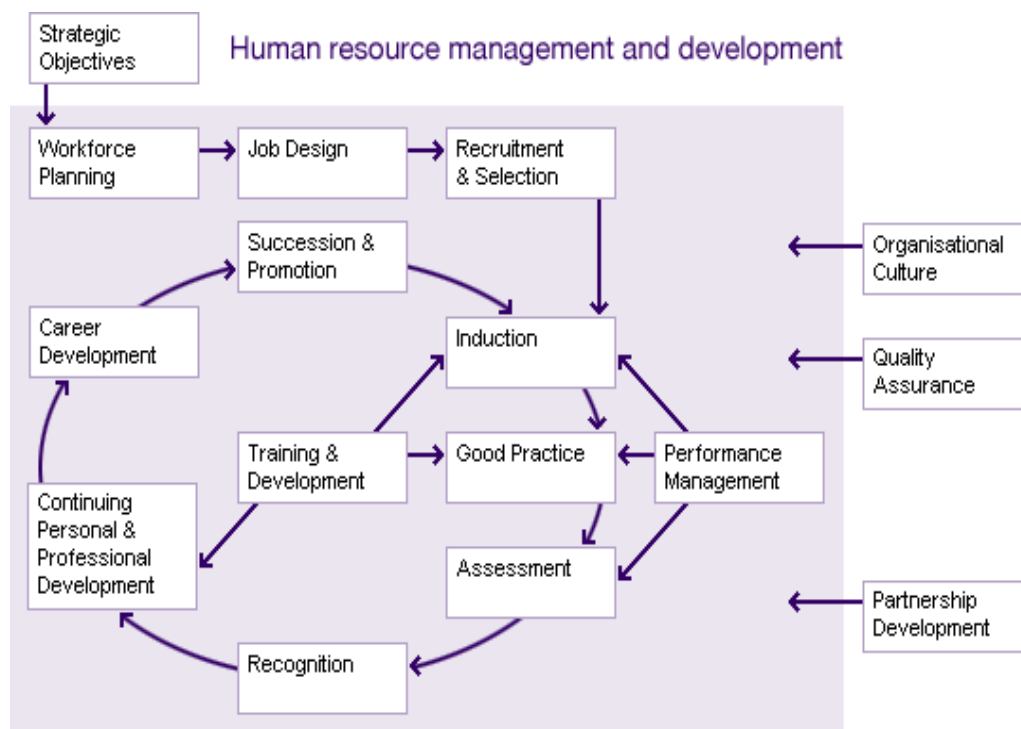 Strategic
Objectives
Human resource management and development
Workforce
Planning
Job Design
Recruitment
& Selection
Succession &
Promotion
Organisational
Culture
Career
Development
Induction
Quality
Assurance
Training &
Development
Good Practice
Performance
Management
Continuing
Personal &
Professional
Development
Assessment
Partnership
Development
Recognition